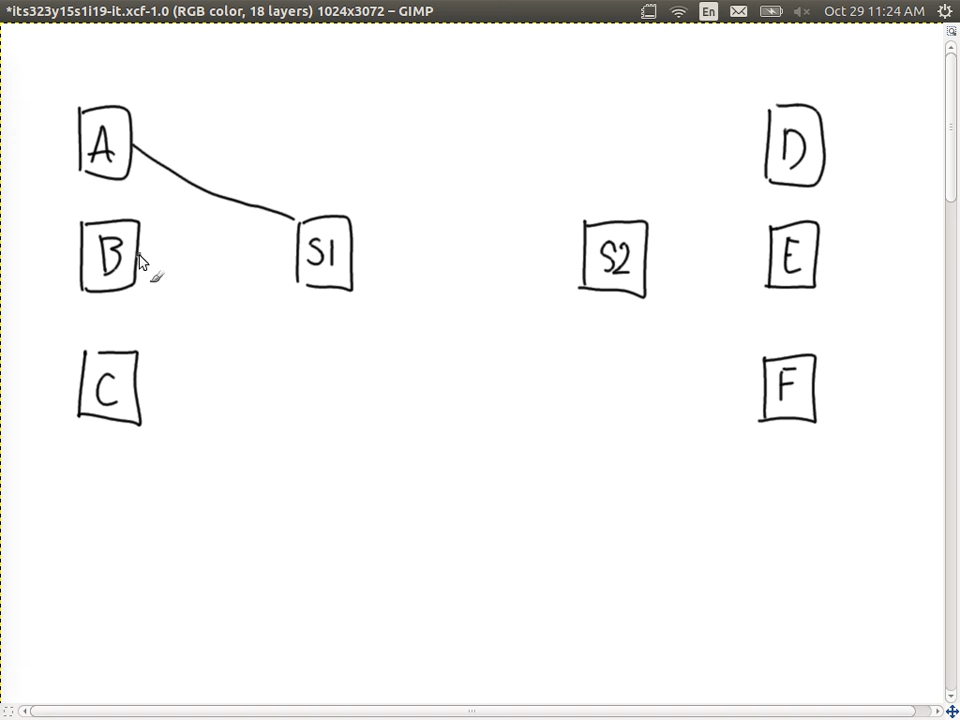 *its323y15s1l19-it.xcf-1.0 (RGB color, 18 layers) 1024x3072 – GIMP
En
Oct 29 11:24 AM
A
D
B
S1
S2
E
C
F